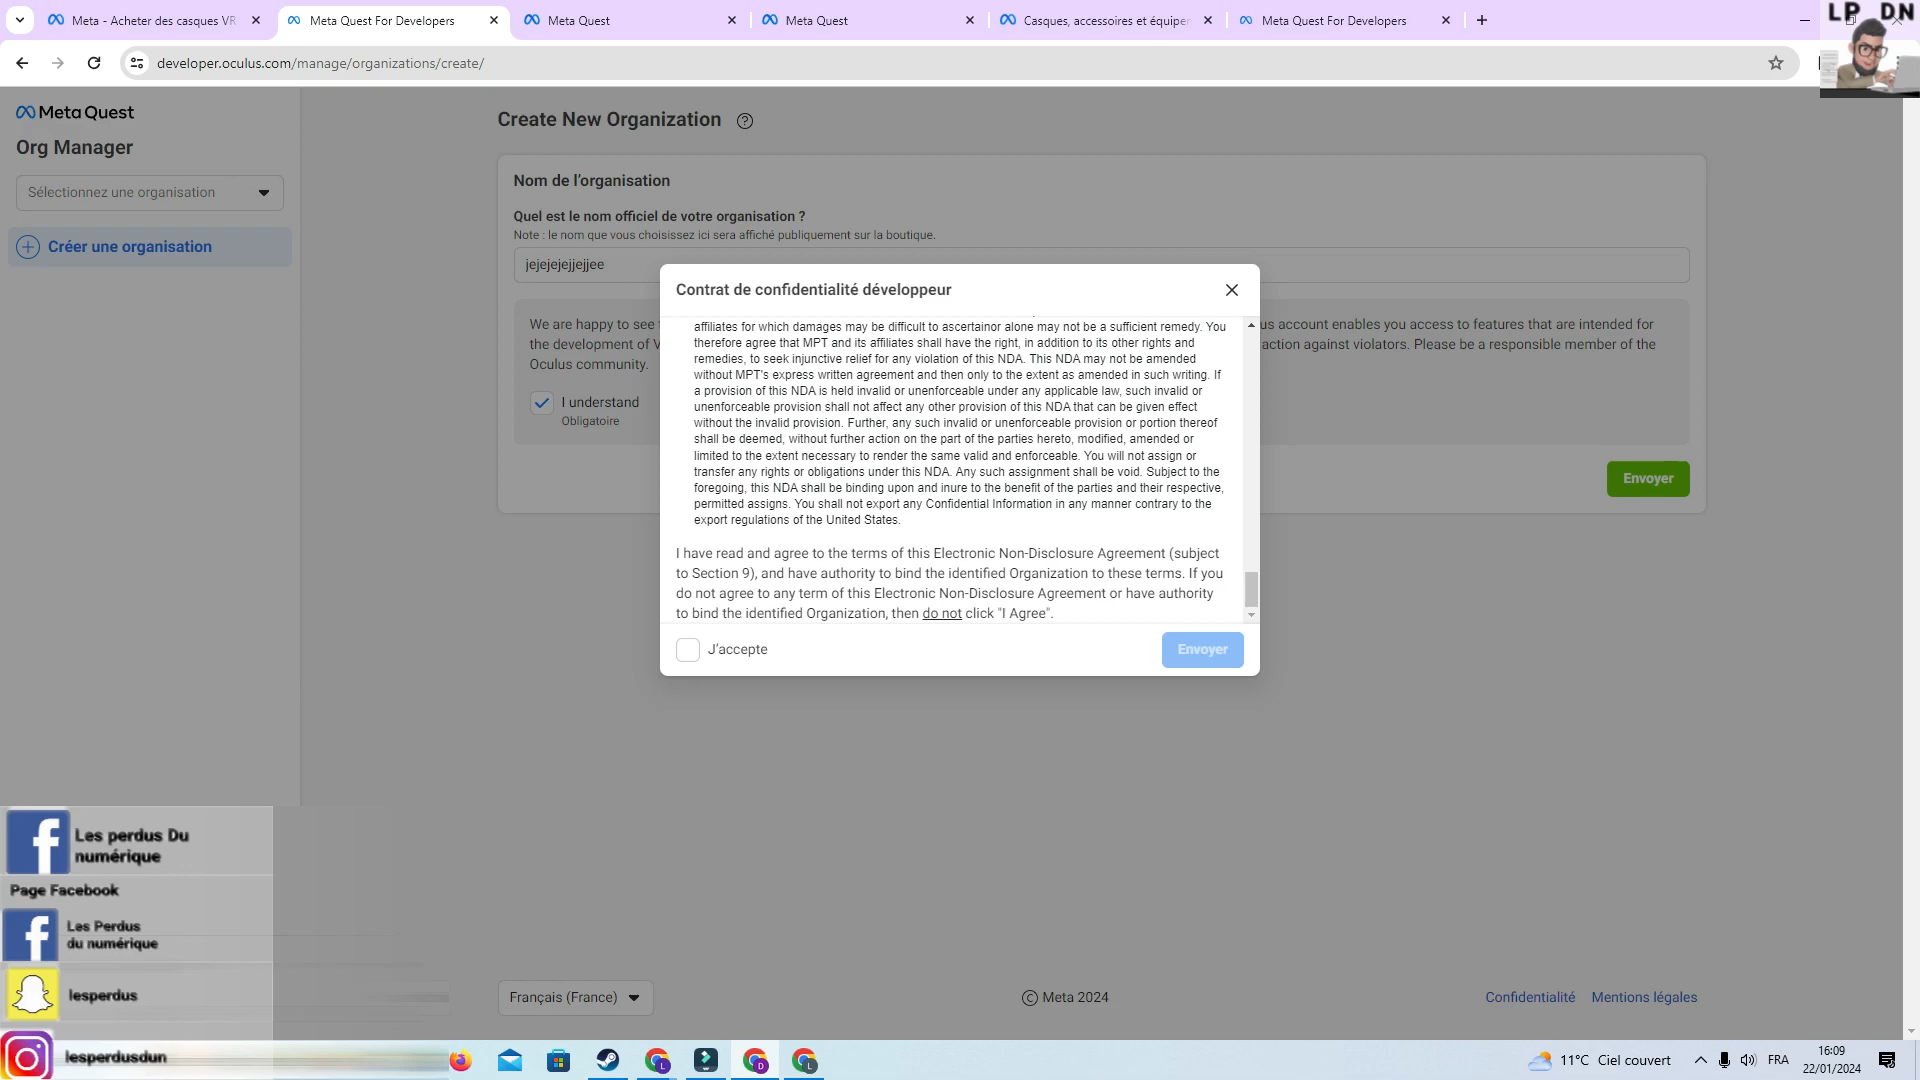 Meta - Acheter des casques VR
Meta Quest For Developers
Meta Quest
Meta Quest
Casques, accessoires et équiper
Meta Quest For Developers
LP DN
developer.oculus.com/manage/organizations/create/
Meta Quest
Org Manager
Sélectionnez une organisation
Créer une organisation
Create New Organization
Nom de l'organisation
Quel est le nom officiel de votre organisation ?
Note : le nom que vous choisissez ici sera affiché publiquement sur la boutique.
jejejejejjejjee
We are happy to see
us account enables you access to features that are intended for
the development of V
action against violators. Please be a responsible member of the
Oculus community.
I understand
Obligatoire
Envoyer
Contrat de confidentialité développeur
affiliates for which damages may be difficult to ascertainor alone may not be a sufficient remedy. You
therefore agree that MPT and its affiliates shall have the right, in addition to its other rights and
remedies, to seek injunctive relief for any violation of this NDA. This NDA may not be amended
without MPT's express written agreement and then only to the extent as amended in such writing. If
a provision of this NDA is held invalid or unenforceable under any applicable law, such invalid or
unenforceable provision shall not affect any other provision of this NDA that can be given effect
without the invalid provision. Further, any such invalid or unenforceable provision or portion thereof
shall be deemed, without further action on the part of the parties hereto, modified, amended or
limited to the extent necessary to render the same valid and enforceable. You will not assign or
transfer any rights or obligations under this NDA. Any such assignment shall be void. Subject to the
foregoing, this NDA shall be binding upon and inure to the benefit of the parties and their respective,
permitted assigns. You shall not export any Confidential Information in any manner contrary to the
export regulations of the United States.
I have read and agree to the terms of this Electronic Non-Disclosure Agreement (subject
to Section 9), and have authority to bind the identified Organization to these terms. If you
do not agree to any term of this Electronic Non-Disclosure Agreement or have authority
to bind the identified Organization, then do not click "I Agree".
J'accepte
Envoyer
Les perdus Du
numérique
Page Facebook
Les Perdus
du numérique
lesperdus
lesperdusdun
Français (France)
© Meta 2024
Confidentialité
Mentions légales
11°C Ciel couvert
FRA
16:09
22/01/2024